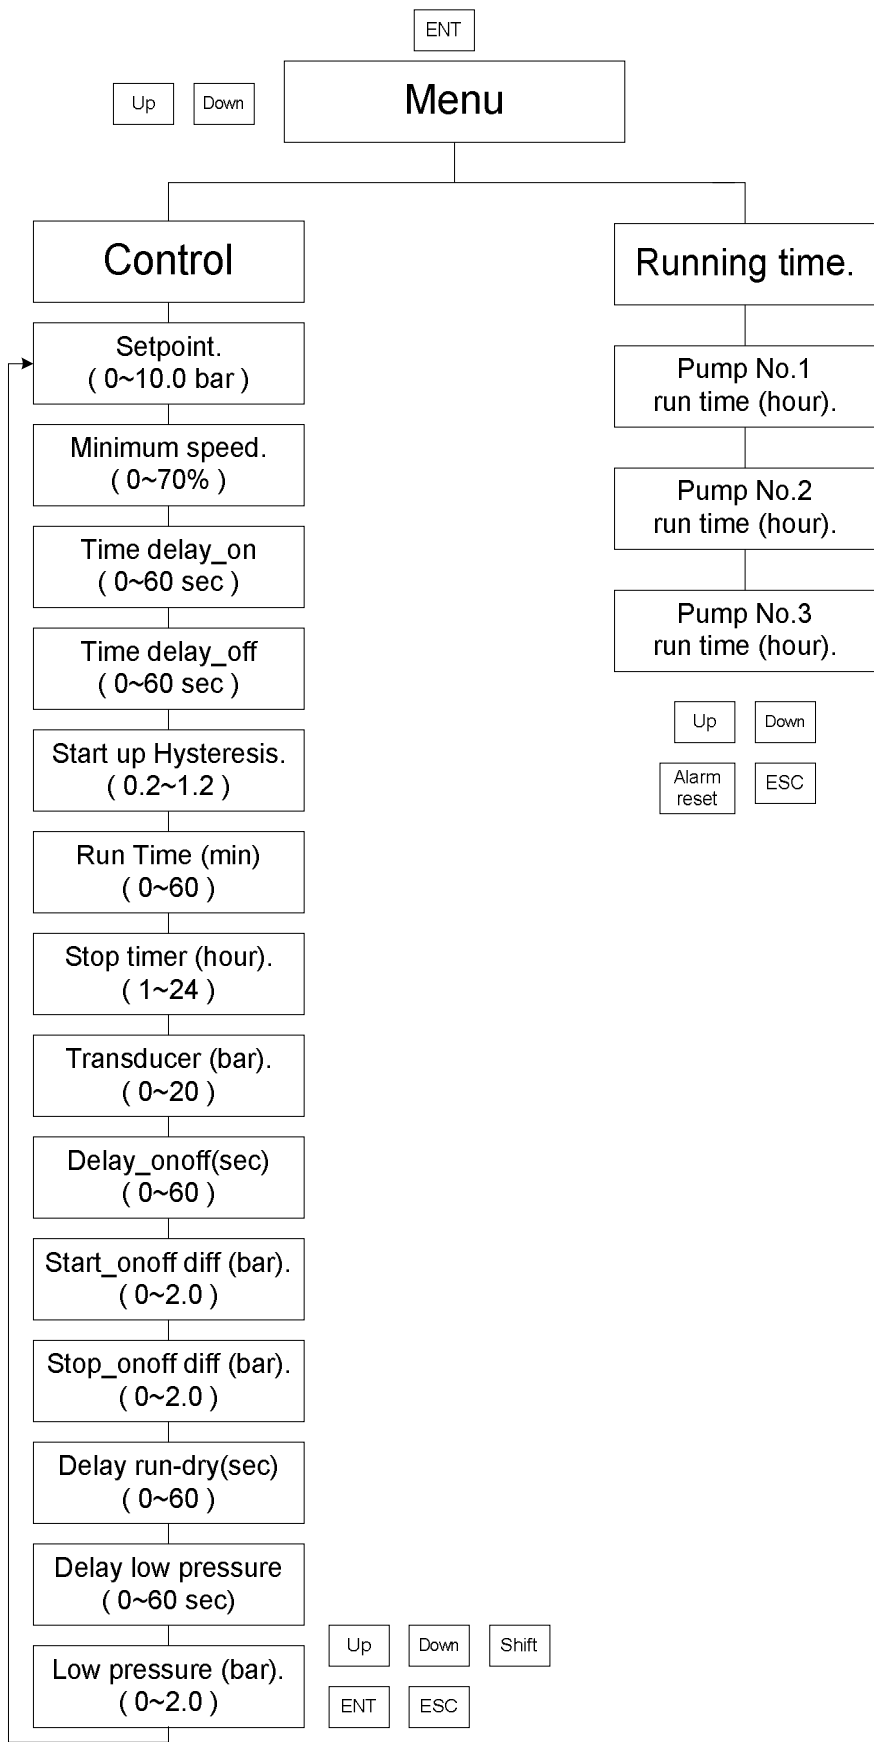 ENT
Up
Down
Menu
Control
Setpoint.
( 0~10.0 bar )
Minimum speed.
( 0~70% )
Time delay_on
( 0~60 sec )
Time delay_off
( 0~60 sec )
Start up Hysteresis.
( 0.2~1.2 )
Run Time (min)
( 0~60 )
Stop timer (hour).
( 1~24 )
Transducer (bar).
( 0~20 )
Delay_onoff(sec)
( 0~60 )
Start_onoff diff (bar).
( 0~2.0 )
Stop_onoff diff (bar).
( 0~2.0 )
Delay run-dry(sec)
( 0~60 )
Delay low pressure
( 0~60 sec)
Low pressure (bar).
( 0~2.0 )
Up
Down
Shift
ENT
ESC
Running time.
Pump No.1
run time (hour).
Pump No.2
run time (hour).
Pump No.3
run time (hour).
Up
Down
Alarm
reset
ESC